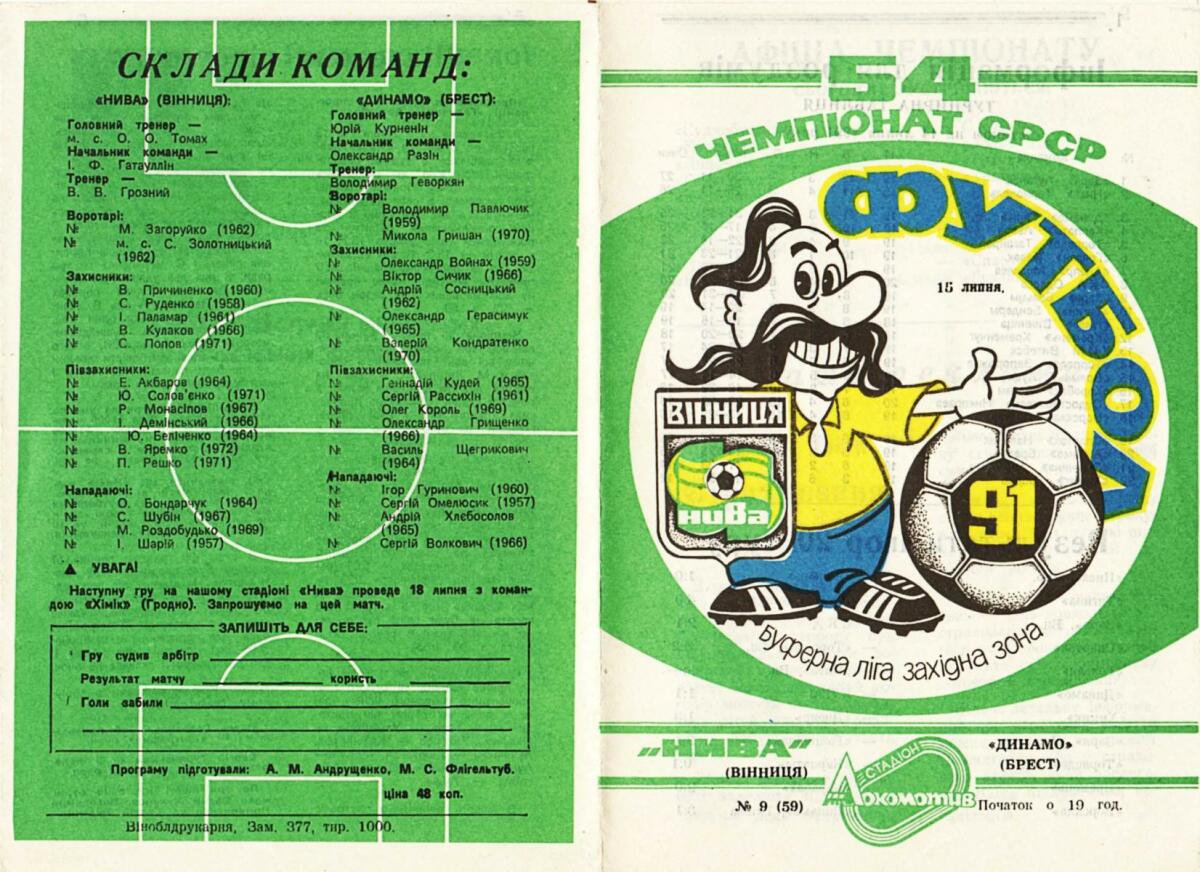 СКЛАДИ КОМАНД:
«НИВА» (ВІННИЦЯ):
Головний тренер —
м. с. О. О. Томах
Начальник команди —
І. Ф. Гатауллін
Тренер —
В. В. Грозний
Воротарі:
№ М. Загоруйко (1962)
№ м. с. С. Золотницький
(1962)
Захисники:
№ В. Причиненко (1960)
№ С. Руденко (1958)
№ І. Паламар (1961)
№ В. Кулаков (1966)
№ С. Попов (1971)
Півзахисники:
№ Е. Акбаров (1964)
№ Ю. Солов'єнко (1971)
№ Р. Монасіпов (1967)
№ І. Демінський (1966)
№ Ю. Беліченко (1964)
№ В. Яремко (1972)
№ П. Решко (1971)
Нападаючі:
№ О. Бондарчук (1964)
№ С. Шубін (1967)
№ М. Роздобудько (1969)
№ І. Шарій (1957)
«ДИНАМО» (БРЕСТ):
Головний тренер —
Юрій Курненін
Начальник команди —
Олександр Разін
Тренер:
Володимир Геворкян
Воротарі:
№ Володимир Павлючик
(1959)
№ Микола Гришан (1970)
Захисники:
№ Олександр Войнах (1959)
№ Віктор Сичик (1966)
№ Андрій Сосницький
(1962)
№ Олександр Герасимук
(1965)
№ Валерій Кондратенко
(1970)
Півзахисники:
№ Геннадій Кудей (1965)
№ Сергій Рассихін (1961)
№ Олег Король (1969)
№ Олександр Грищенко
(1966)
№ Василь Щегрикович
(1964)
Нападаючі:
№ Ігор Гуринович (1960)
№ Сергій Омелюсик (1957)
№ Андрій Хлєбосолов
(1965)
№ Сергій Волкович (1966)
▲ УВАГА!
Наступну гру на нашому стадіоні «Нива» проведе 18 липня з коман-
дою «Хімік» (Гродно). Запрошуємо на цей матч.
ЗАПИШІТЬ ДЛЯ СЕБЕ:
Гру судив арбітр
Результат матчу користь
Голи забили
Програму підготували: А. М. Андрущенко, М. С. Флігельтуб.
ціна 48 коп.
Віноблдрукарня, Зам. 377, тир. 1000.
54
ЧЕМПІОНАТ СРСР
ФУТБОЛ
15 липня.
ВІННИЦЯ
нива
91
Буферна ліга західна зона
„НИВА"
(ВІННИЦЯ)
№ 9 (59)
СТАДІОН
Локомотив
«ДИНАМО»
(БРЕСТ)
Початок о 19 год.